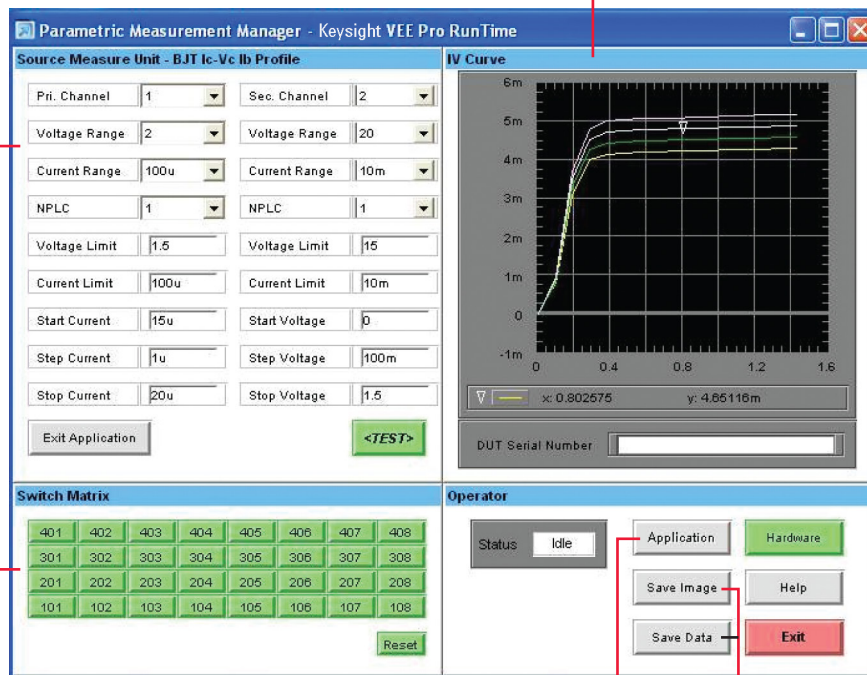 Parametric Measurement Manager - Keysight VEE Pro RunTime
Source Measure Unit - BJT Ic-Vc Ib Profile
Pri. Channel 1 Sec. Channel 2
Voltage Range 2 Voltage Range 20
Current Range 100u Current Range 10m
NPLC 1 NPLC 1
Voltage Limit 1.5 Voltage Limit 15
Current Limit 100u Current Limit 10m
Start Current 15u Start Voltage 0
Step Current 1u Step Voltage 100m
Stop Current 20u Stop Voltage 1.5
Exit Application <TEST>
IV Curve
6m
5m
4m
3m
2m
1m
0
-1m
0 0.4 0.8 1.2 1.6
x: 0.802575 y: 4.65116m
DUT Serial Number
Switch Matrix
401 402 403 404 405 406 407 408
301 302 303 304 305 306 307 308
201 202 203 204 205 206 207 208
101 102 103 104 105 106 107 108
Reset
Operator
Status Idle
Application Hardware
Save Image Help
Save Data Exit